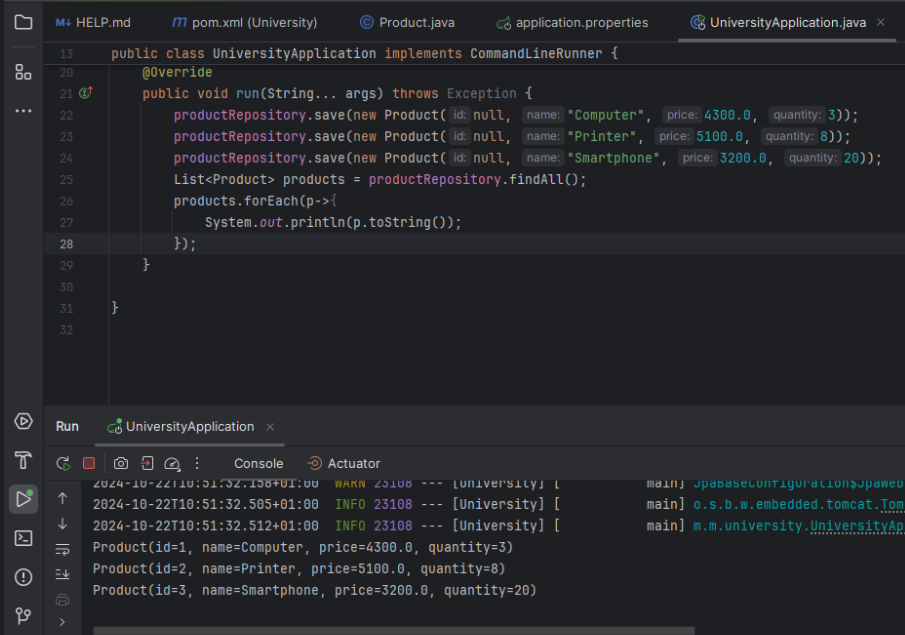 M↓ HELP.md m pom.xml (University) © Product.java application.properties UniversityApplication.java ×
13 public class UniversityApplication implements CommandLineRunner {
20 @Override
21 public void run(String... args) throws Exception {
22 productRepository.save(new Product( id: null, name: "Computer", price: 4300.0, quantity: 3));
23 productRepository.save(new Product( id: null, name: "Printer", price: 5100.0, quantity: 8));
24 productRepository.save(new Product( id: null, name: "Smartphone", price: 3200.0, quantity: 20));
25 List<Product> products = productRepository.findAll();
26 products.forEach(p->{
27 System.out.println(p.toString());
28 });
29 }
30
31 }
32
Run UniversityApplication ×
Console Actuator
2024-10-22T10:51:32.158+01:00 WARN 23108 --- [University] [ main] JpaBaseConfiguration$JpaWeb
2024-10-22T10:51:32.505+01:00 INFO 23108 --- [University] [ main] o.s.b.w.embedded.tomcat.Tom
2024-10-22T10:51:32.512+01:00 INFO 23108 --- [University] [ main] m.m.university.UniversityAp
Product(id=1, name=Computer, price=4300.0, quantity=3)
Product(id=2, name=Printer, price=5100.0, quantity=8)
Product(id=3, name=Smartphone, price=3200.0, quantity=20)